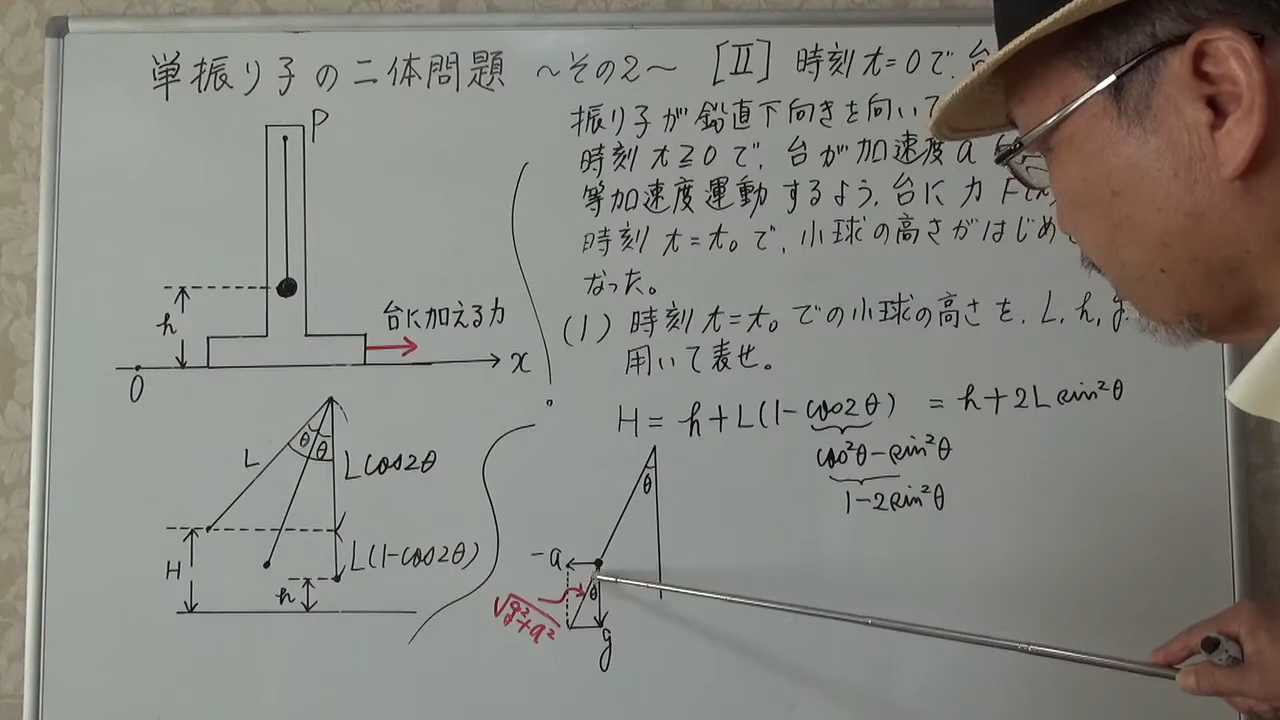 単振り子の二体問題 ～その2～
[Ⅱ] 時刻t=0で、台
振り子が鉛直下向きを向いて
時刻t≧0で、台が加速度a
等加速度運動するよう、台に力F
時刻t=t₀で、小球の高さがはじめ
なった。
(1) 時刻t=t₀での小球の高さを、L, h, g
用いて表せ。
P
h
台に加える力
O
x
H = h+L(1-cos2θ) = h+2L sin²θ
cos²θ-sin²θ
1-2sin²θ
θ
θ
L
L cos2θ
H
L(1-cos2θ)
h
θ
-a
θ
√g²+a²
g